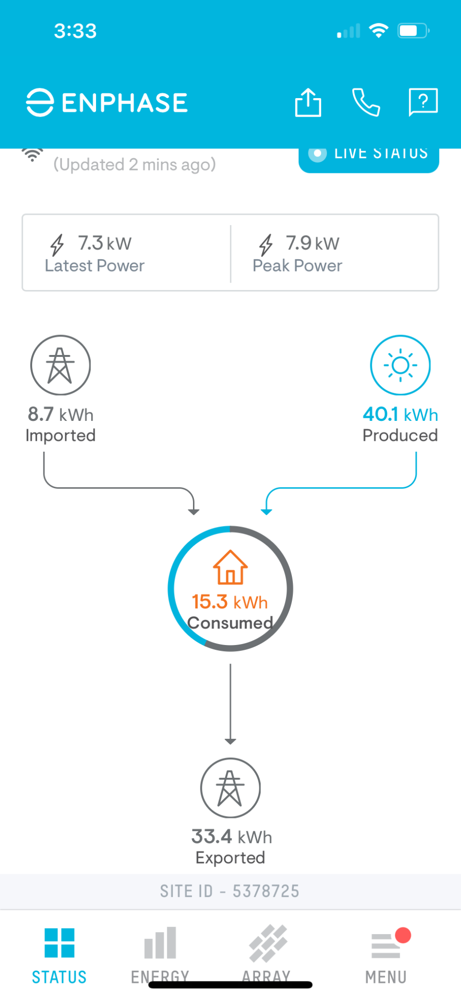 3:33
ENPHASE
?
(Updated 2 mins ago)
LIVE STATUS
7.3 kW
Latest Power
7.9 kW
Peak Power
8.7 kWh
Imported
40.1 kWh
Produced
15.3 kWh
Consumed
33.4 kWh
Exported
SITE ID - 5378725
STATUS
ENERGY
ARRAY
MENU